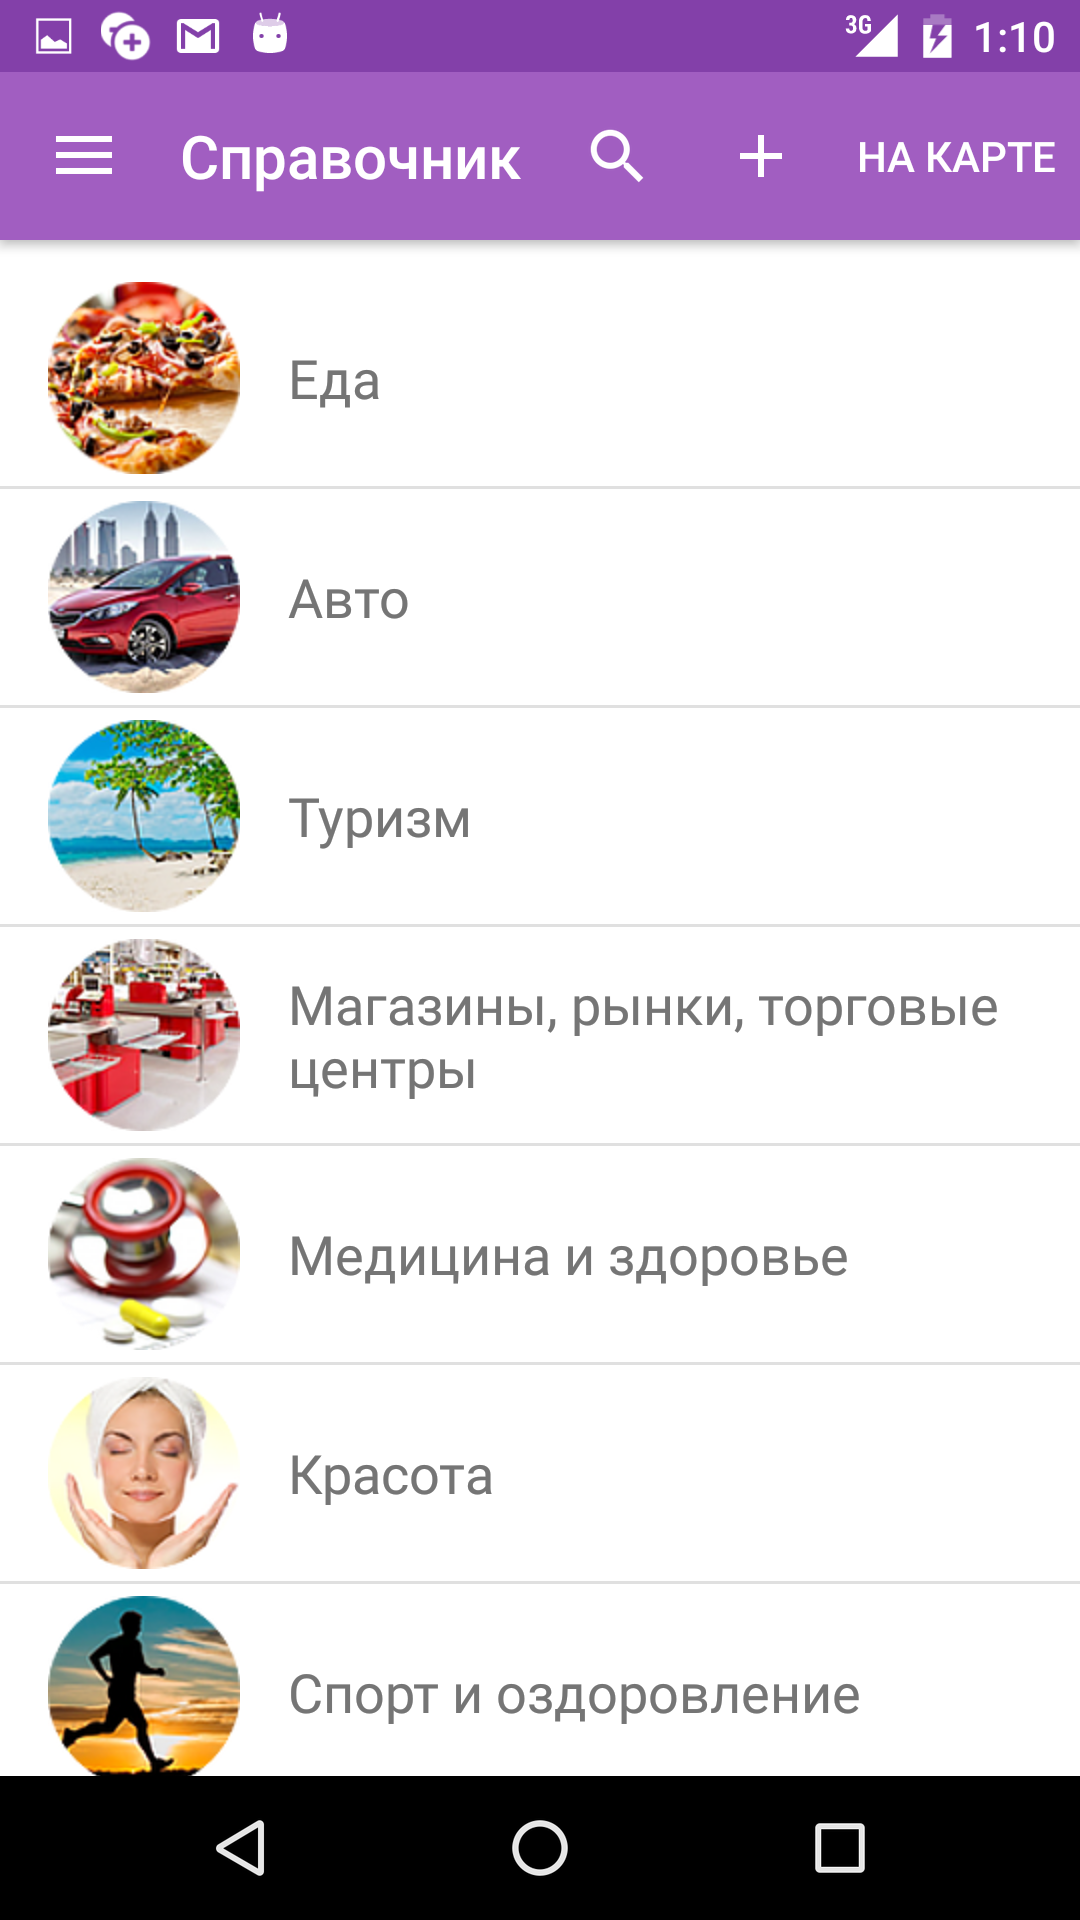 3G 1:10
Справочник НА КАРТЕ
Еда
Авто
Туризм
Магазины, рынки, торговые
центры
Медицина и здоровье
Красота
Спорт и оздоровление